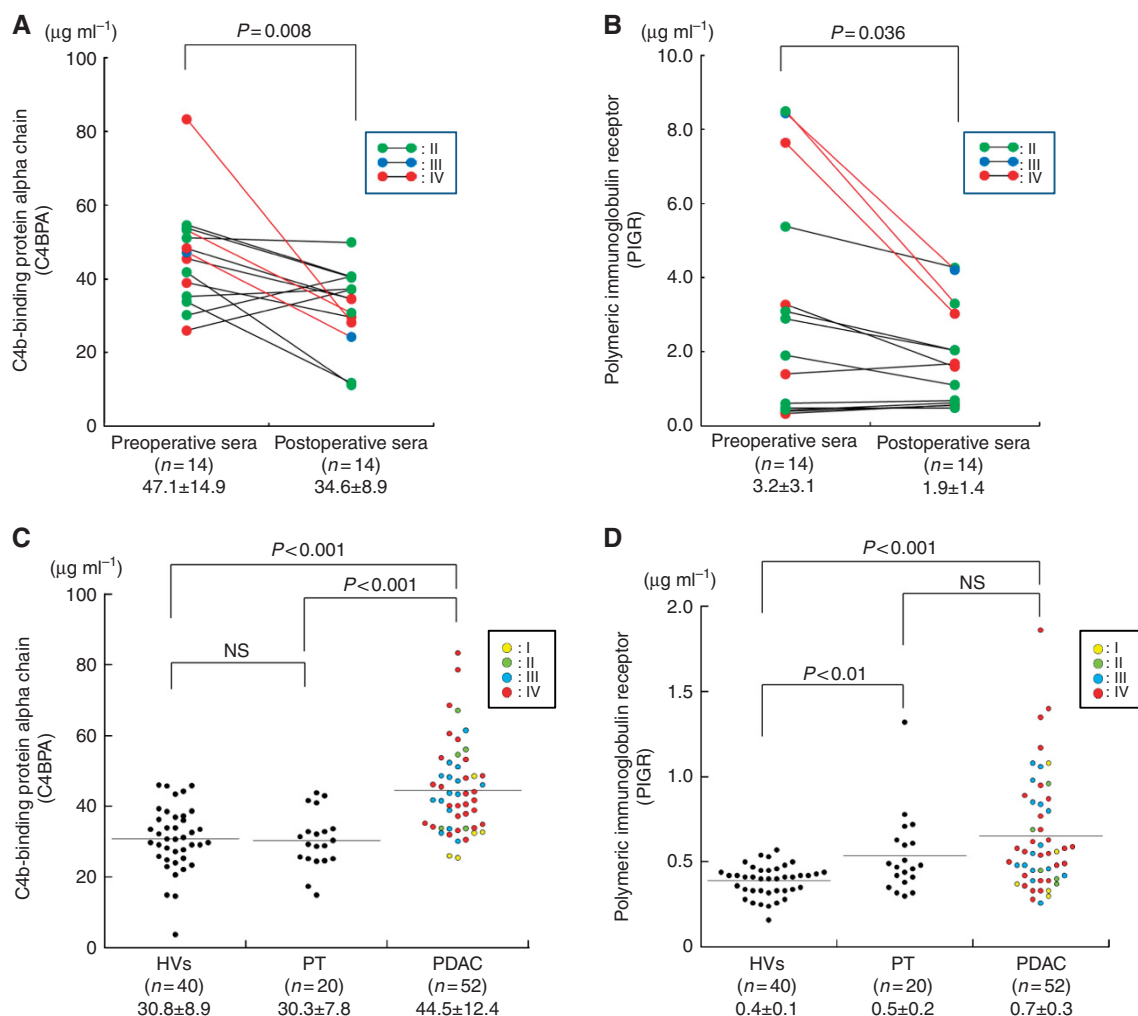 A
(μg ml⁻¹)
P=0.008
C4b-binding protein alpha chain
(C4BPA)
100
80
60
40
20
0
: II
: III
: IV
Preoperative sera
(n=14)
47.1±14.9
Postoperative sera
(n=14)
34.6±8.9
B
(μg ml⁻¹)
P=0.036
Polymeric immunoglobulin receptor
(PIGR)
10.0
8.0
6.0
4.0
2.0
0.0
: II
: III
: IV
Preoperative sera
(n=14)
3.2±3.1
Postoperative sera
(n=14)
1.9±1.4
C
(μg ml⁻¹)
P<0.001
P<0.001
NS
C4b-binding protein alpha chain
(C4BPA)
100
80
60
40
20
0
: I
: II
: III
: IV
HVs
(n=40)
30.8±8.9
PT
(n=20)
30.3±7.8
PDAC
(n=52)
44.5±12.4
D
(μg ml⁻¹)
P<0.001
NS
P<0.01
Polymeric immunoglobulin receptor
(PIGR)
2.0
1.5
1.0
0.5
0
: I
: II
: III
: IV
HVs
(n=40)
0.4±0.1
PT
(n=20)
0.5±0.2
PDAC
(n=52)
0.7±0.3